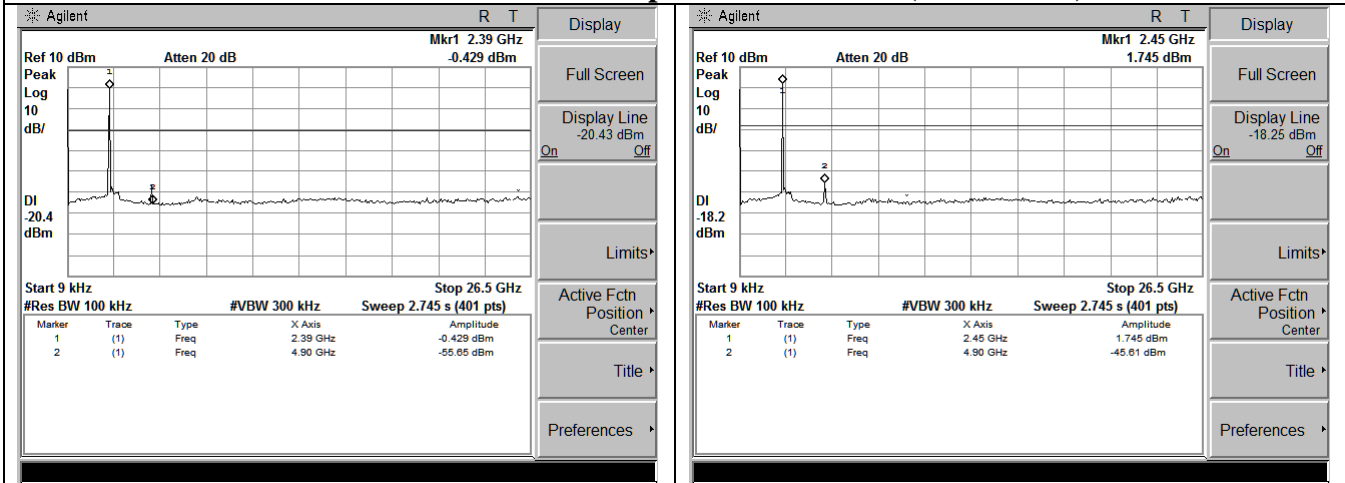 Agilent R T
Mkr1 2.39 GHz
Ref 10 dBm Atten 20 dB -0.429 dBm
Peak
Log
10
dB/
1
2
DI
-20.4
dBm
Start 9 kHz Stop 26.5 GHz
#Res BW 100 kHz #VBW 300 kHz Sweep 2.745 s (401 pts)
Marker Trace Type X Axis Amplitude
1 (1) Freq 2.39 GHz -0.429 dBm
2 (1) Freq 4.90 GHz -55.65 dBm
Display
Full Screen
Display Line
-20.43 dBm
On Off
Limits
Active Fctn
Position
Center
Title
Preferences
Agilent R T
Mkr1 2.45 GHz
Ref 10 dBm Atten 20 dB 1.745 dBm
Peak
Log
10
dB/
1
2
DI
-18.2
dBm
Start 9 kHz Stop 26.5 GHz
#Res BW 100 kHz #VBW 300 kHz Sweep 2.745 s (401 pts)
Marker Trace Type X Axis Amplitude
1 (1) Freq 2.45 GHz 1.745 dBm
2 (1) Freq 4.90 GHz -45.61 dBm
Display
Full Screen
Display Line
-18.25 dBm
On Off
Limits
Active Fctn
Position
Center
Title
Preferences